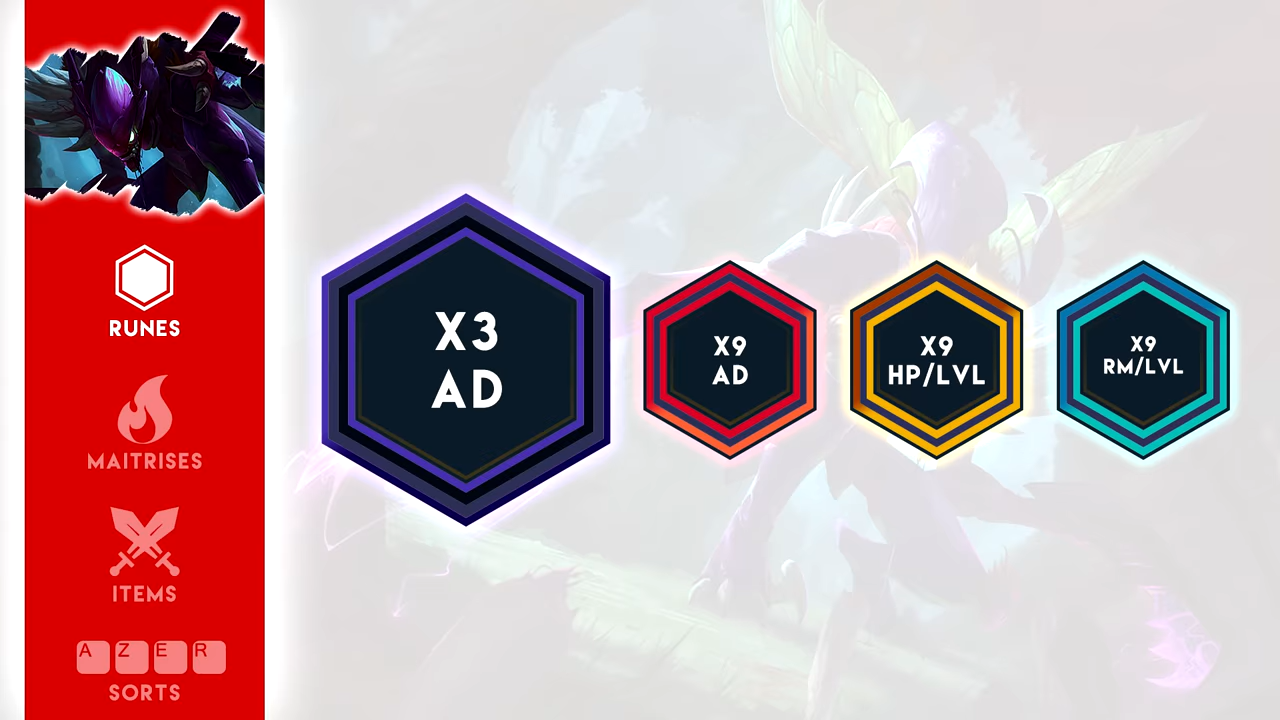 RUNES
MAITRISES
ITEMS
A Z E R
SORTS
X3
AD
X9
AD
X9
HP/LVL
X9
RM/LVL